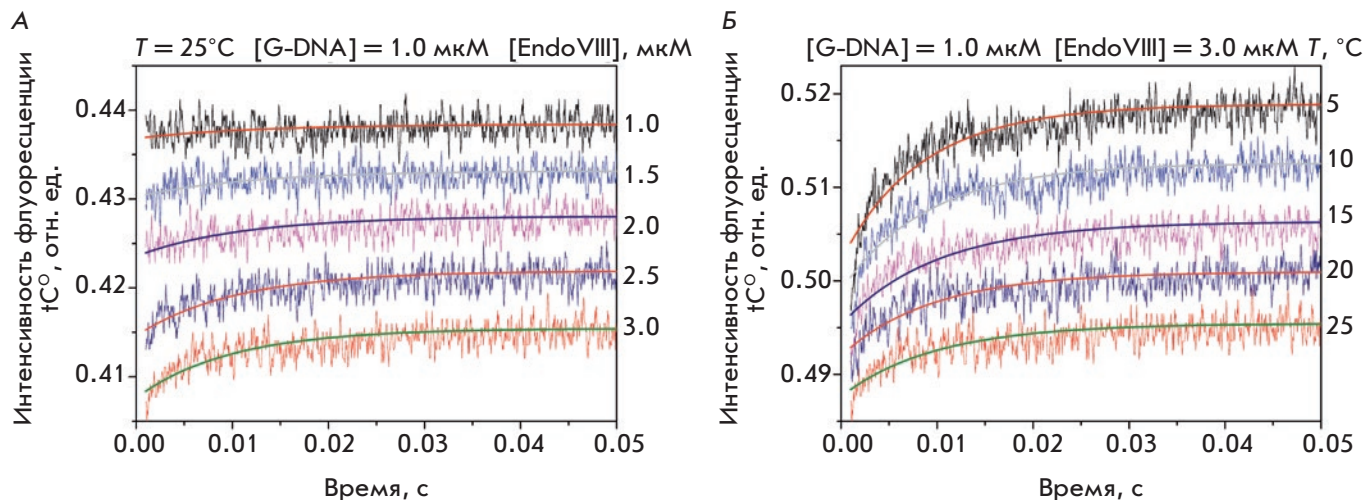 А
T = 25°C [G-DNA] = 1.0 мкМ [EndoVIII], мкМ
Интенсивность флуоресценции
tC°, отн. ед.
0.44
0.43
0.42
0.41
1.0
1.5
2.0
2.5
3.0
0.00 0.01 0.02 0.03 0.04 0.05
Время, с
Б
[G-DNA] = 1.0 мкМ [EndoVIII] = 3.0 мкМ T, °C
Интенсивность флуоресценции
tC°, отн. ед.
0.52
0.51
0.50
0.49
5
10
15
20
25
0.00 0.01 0.02 0.03 0.04 0.05
Время, с